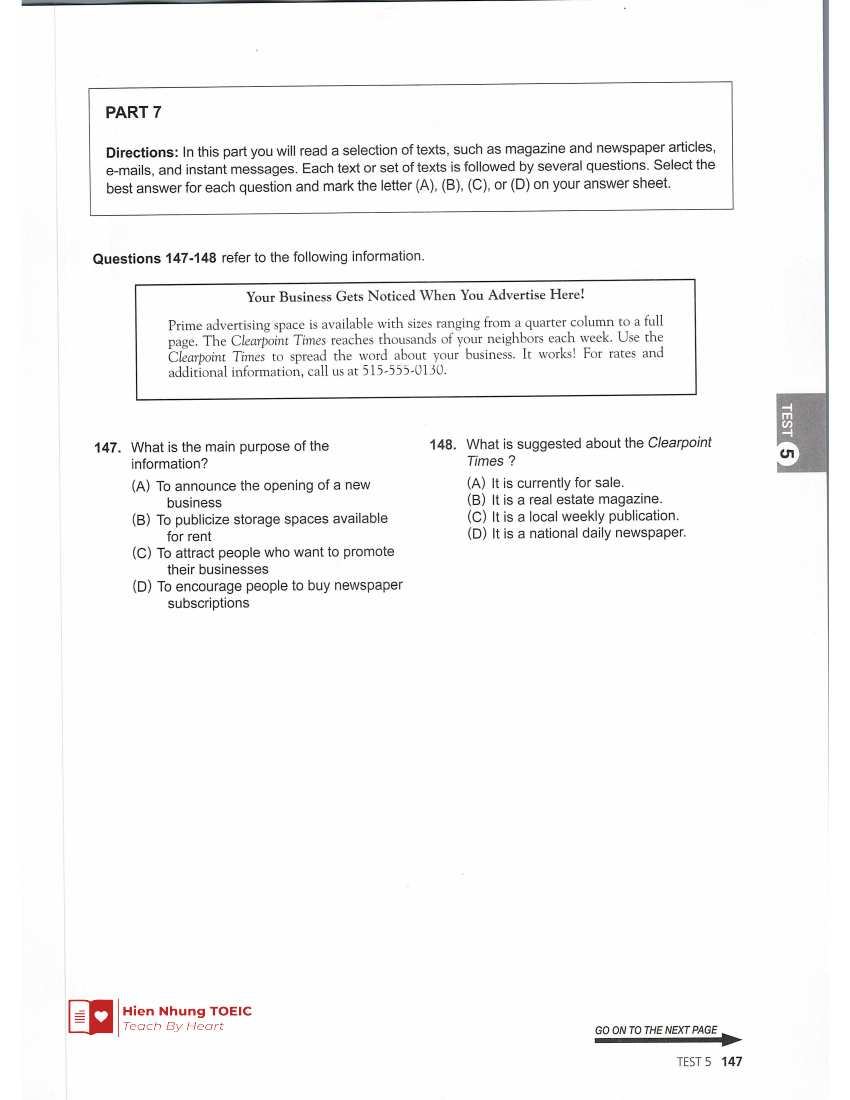 PART 7
Directions: In this part you will read a selection of texts, such as magazine and newspaper articles,
e-mails, and instant messages. Each text or set of texts is followed by several questions. Select the
best answer for each question and mark the letter (A), (B), (C), or (D) on your answer sheet.
Questions 147-148 refer to the following information.
Your Business Gets Noticed When You Advertise Here!
Prime advertising space is available with sizes ranging from a quarter column to a full
page. The Clearpoint Times reaches thousands of your neighbors each week. Use the
Clearpoint Times to spread the word about your business. It works! For rates and
additional information, call us at 515-555-0130.
147. What is the main purpose of the
information?
(A) To announce the opening of a new
business
(B) To publicize storage spaces available
for rent
(C) To attract people who want to promote
their businesses
(D) To encourage people to buy newspaper
subscriptions
148. What is suggested about the Clearpoint
Times ?
(A) It is currently for sale.
(B) It is a real estate magazine.
(C) It is a local weekly publication.
(D) It is a national daily newspaper.
TEST 5
Hien Nhung TOEIC
Teach By Heart
GO ON TO THE NEXT PAGE
TEST 5 147